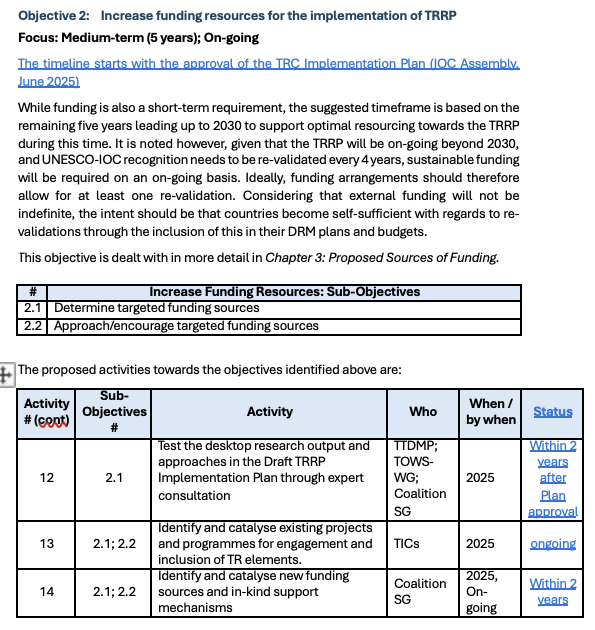 Objective 2: Increase funding resources for the implementation of TRRP
Focus: Medium-term (5 years); On-going
The timeline starts with the approval of the TRC Implementation Plan (IOC Assembly,
June 2025)
While funding is also a short-term requirement, the suggested timeframe is based on the
remaining five years leading up to 2030 to support optimal resourcing towards the TRRP
during this time. It is noted however, given that the TRRP will be on-going beyond 2030,
and UNESCO-IOC recognition needs to be re-validated every 4 years, sustainable funding
will be required on an on-going basis. Ideally, funding arrangements should therefore
allow for at least one re-validation. Considering that external funding will not be
indefinite, the intent should be that countries become self-sufficient with regards to re-
validations through the inclusion of this in their DRM plans and budgets.
This objective is dealt with in more detail in Chapter 3: Proposed Sources of Funding.
# Increase Funding Resources: Sub-Objectives
2.1 Determine targeted funding sources
2.2 Approach/encourage targeted funding sources
The proposed activities towards the objectives identified above are:
Activity # (cont) Sub-Objectives # Activity Who When / by when Status
12 2.1 Test the desktop research output and approaches in the Draft TRRP Implementation Plan through expert consultation TTDMP; TOWS-WG; Coalition SG 2025 Within 2 years after Plan approval
13 2.1; 2.2 Identify and catalyse existing projects and programmes for engagement and inclusion of TR elements. TICs 2025 ongoing
14 2.1; 2.2 Identify and catalyse new funding sources and in-kind support mechanisms Coalition SG 2025, On-going Within 2 years